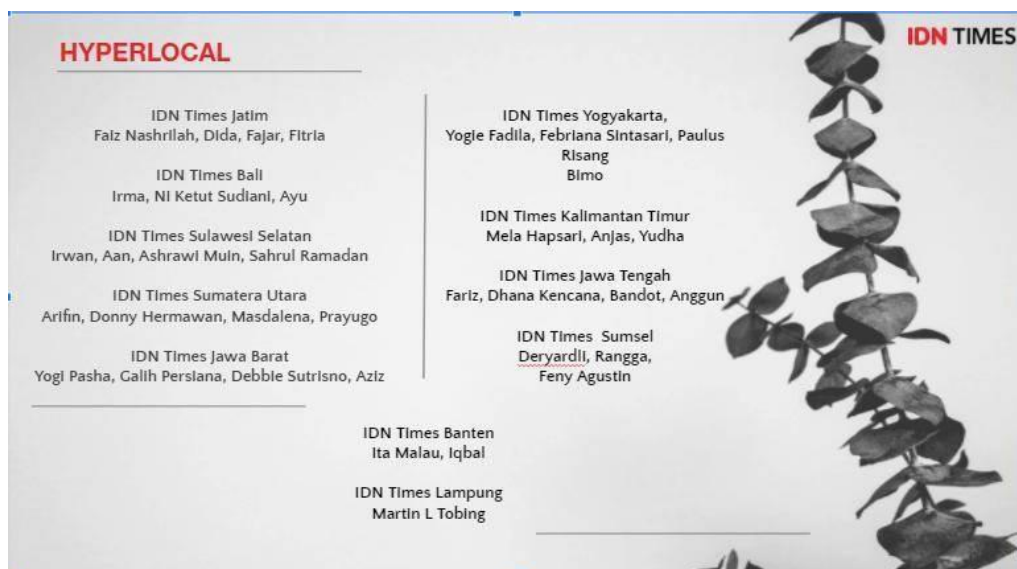 HYPERLOCAL
IDN TIMES
IDN Times Jatim
Faiz Nashrilah, Dida, Fajar, Fitria
IDN Times Bali
Irma, Ni Ketut Sudiani, Ayu
IDN Times Sulawesi Selatan
Irwan, Aan, Ashrawi Muin, Sahrul Ramadan
IDN Times Sumatera Utara
Arifin, Donny Hermawan, Masdalena, Prayugo
IDN Times Jawa Barat
Yogi Pasha, Galih Persiana, Debbie Sutrisno, Aziz
IDN Times Yogyakarta,
Yogie Fadila, Febriana Sintasari, Paulus
Risang
Bimo
IDN Times Kalimantan Timur
Mela Hapsari, Anjas, Yudha
IDN Times Jawa Tengah
Fariz, Dhana Kencana, Bandot, Anggun
IDN Times Sumsel
Deryardli, Rangga,
Feny Agustin
IDN Times Banten
Ita Malau, Iqbal
IDN Times Lampung
Martin L Tobing